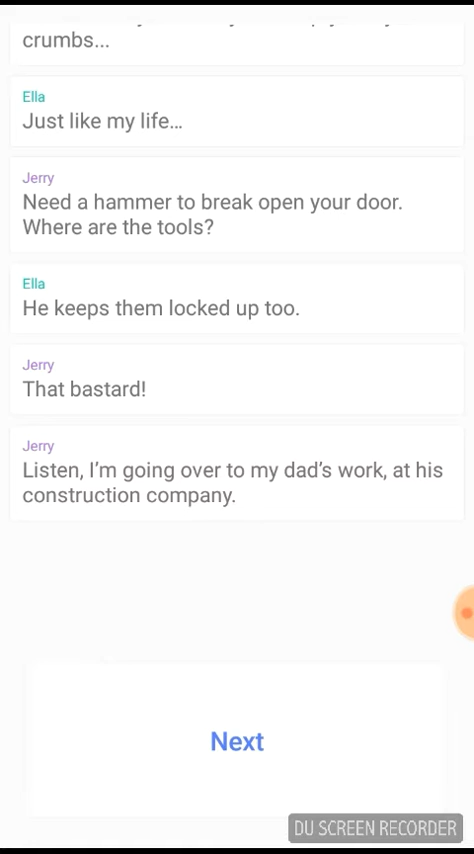 crumbs...
Ella
Just like my life...
Jerry
Need a hammer to break open your door.
Where are the tools?
Ella
He keeps them locked up too.
Jerry
That bastard!
Jerry
Listen, I'm going over to my dad's work, at his
construction company.
Next
DU SCREEN RECORDER